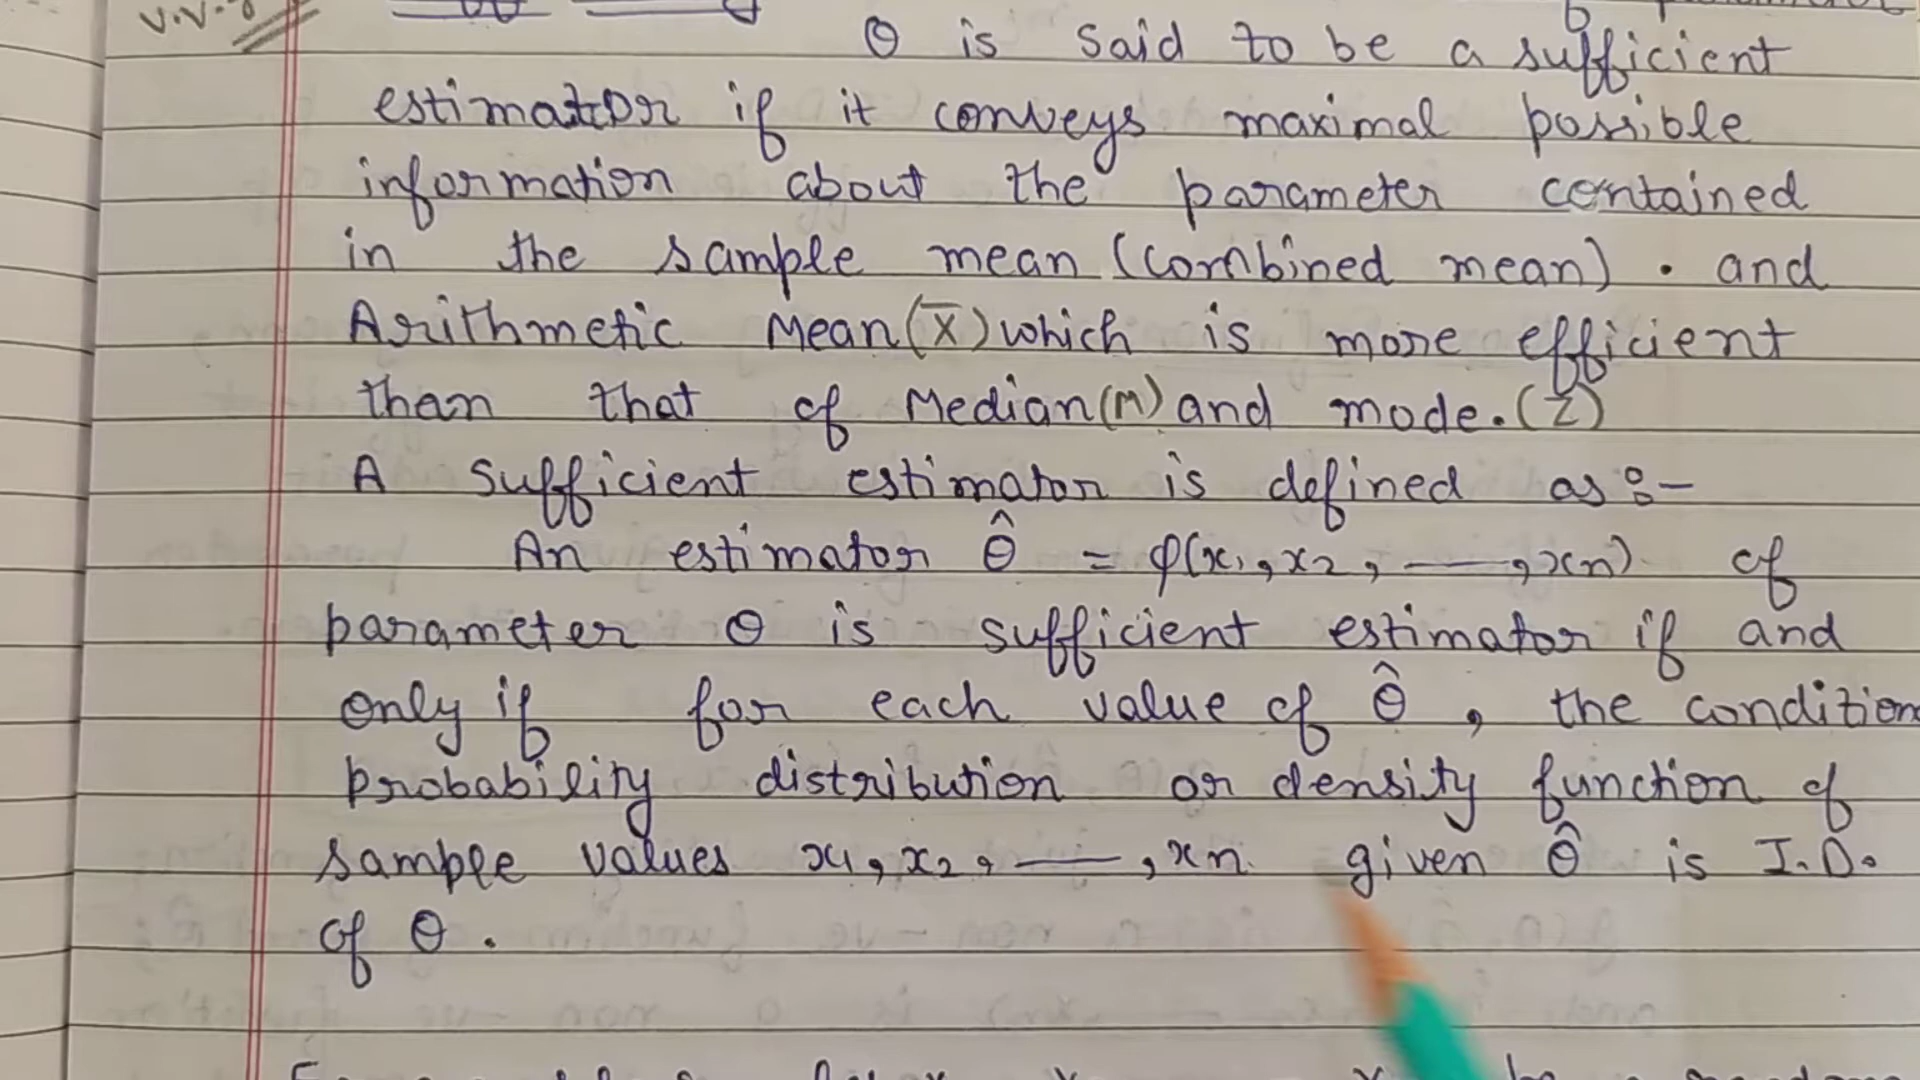 v.v.
θ is said to be a sufficient
estimator if it conveys maximal possible
information about the parameter contained
in the sample mean (combined mean). and
Arithmetic Mean(X̄) which is more efficient
than that of Median(M) and mode.(Z)
A sufficient estimator is defined as:-
An estimator θ̂ = φ(x1, x2, —, xn) of
parameter θ is sufficient estimator if and
only if for each value of θ̂, the condition
probability distribution or density function of
sample values x1, x2, —, xn. given θ̂ is I.D.
of θ.